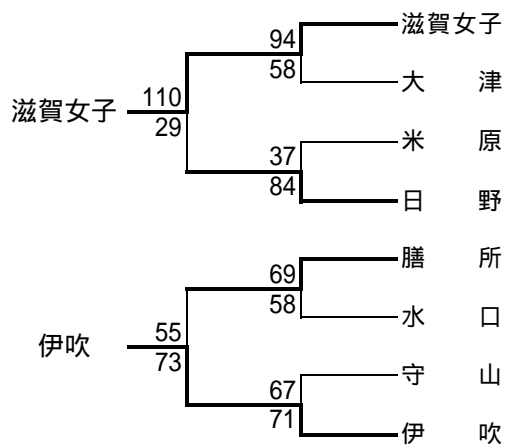 94 滋賀女子
58 大津
滋賀女子 110
29
37 米原
84 日野
69 膳所
58 水口
伊吹 55
73
67 守山
71 伊吹